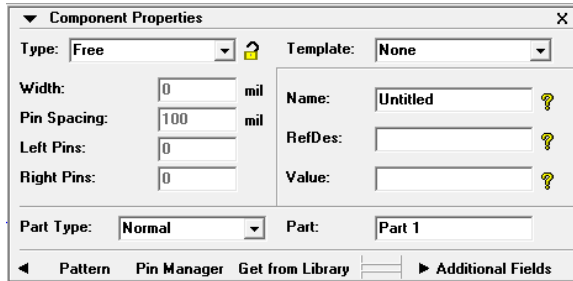 Component Properties X
Type: Free Template: None
Width: 0 mil
Pin Spacing: 100 mil
Left Pins: 0
Right Pins: 0
Name: Untitled ?
RefDes: ?
Value: ?
Part Type: Normal Part: Part 1
Pattern Pin Manager Get from Library Additional Fields